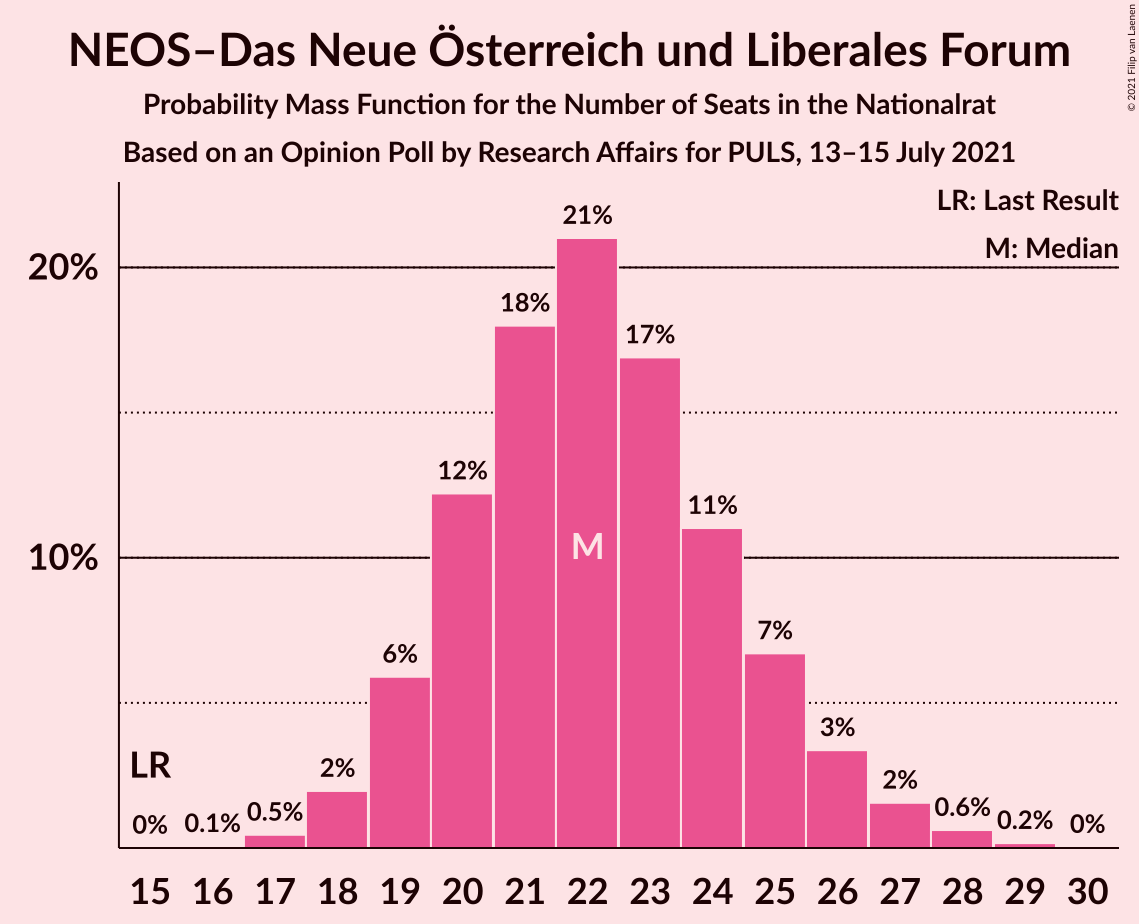 NEOS–Das Neue Österreich und Liberales Forum
Probability Mass Function for the Number of Seats in the Nationalrat
Based on an Opinion Poll by Research Affairs for PULS, 13–15 July 2021
© 2021 Filip van Laenen
LR: Last Result
M: Median
20%
10%
21%
18%
17%
12%
11%
M
7%
6%
3%
LR
2%
2%
0% 0.1% 0.5% 0.6% 0.2% 0%
15 16 17 18 19 20 21 22 23 24 25 26 27 28 29 30